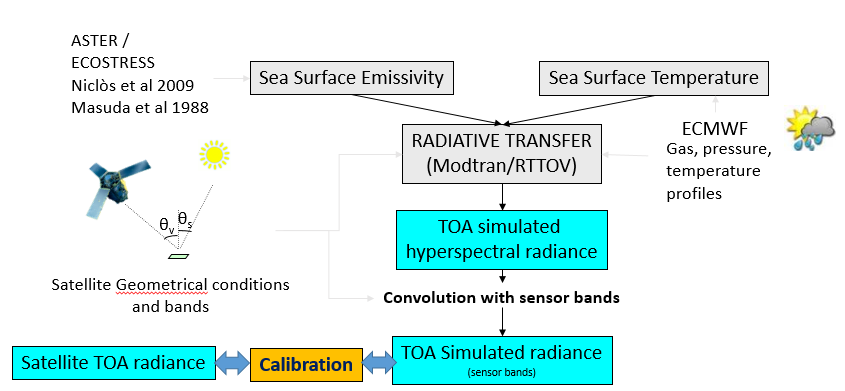 ASTER /
ECOSTRESS
Niclòs et al 2009
Masuda et al 1988
Sea Surface Emissivity
Sea Surface Temperature
RADIATIVE TRANSFER
(Modtran/RTTOV)
ECMWF
Gas, pressure,
temperature
profiles
θv
θs
Satellite Geometrical conditions
and bands
TOA simulated
hyperspectral radiance
Convolution with sensor bands
Satellite TOA radiance
Calibration
TOA Simulated radiance
(sensor bands)